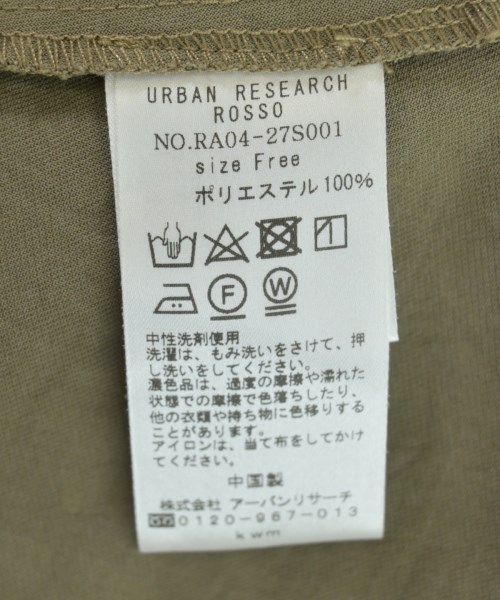 URBAN RESEARCH
ROSSO
NO.RA04-27S001
size Free
ポリエステル100%
F W
中性洗剤使用
洗濯は、もみ洗いをさけて、押
し洗いをしてください。
濃色品は、過度の摩擦や濡れた
状態での摩擦で色落ちしたり、
他の衣類や持ち物に色移りする
ことがあります。
アイロンは、当て布をしてかけ
てください。
中国製
株式会社 アーバンリサーチ
0120-967-013
kwm